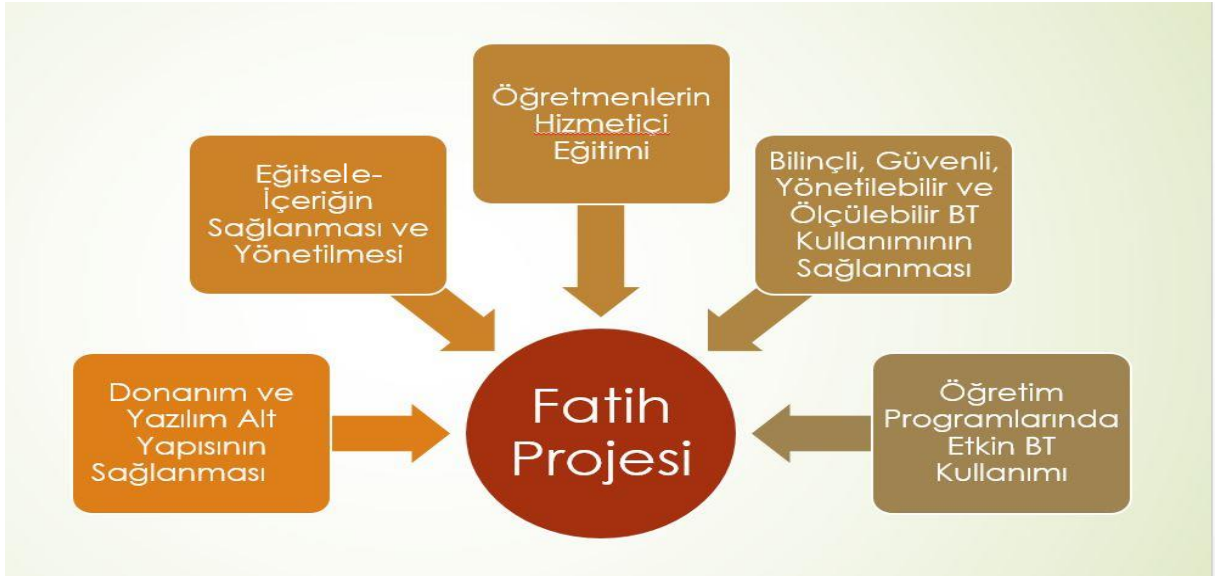 Öğretmenlerin
Hizmetiçi
Eğitimi
Eğitsele-
İçeriğin
Sağlanması ve
Yönetilmesi
Bilinçli, Güvenli,
Yönetilebilir ve
Ölçülebilir BT
Kullanımının
Sağlanması
Donanım ve
Yazılım Alt
Yapısının
Sağlanması
Fatih
Projesi
Öğretim
Programlarında
Etkin BT
Kullanımı